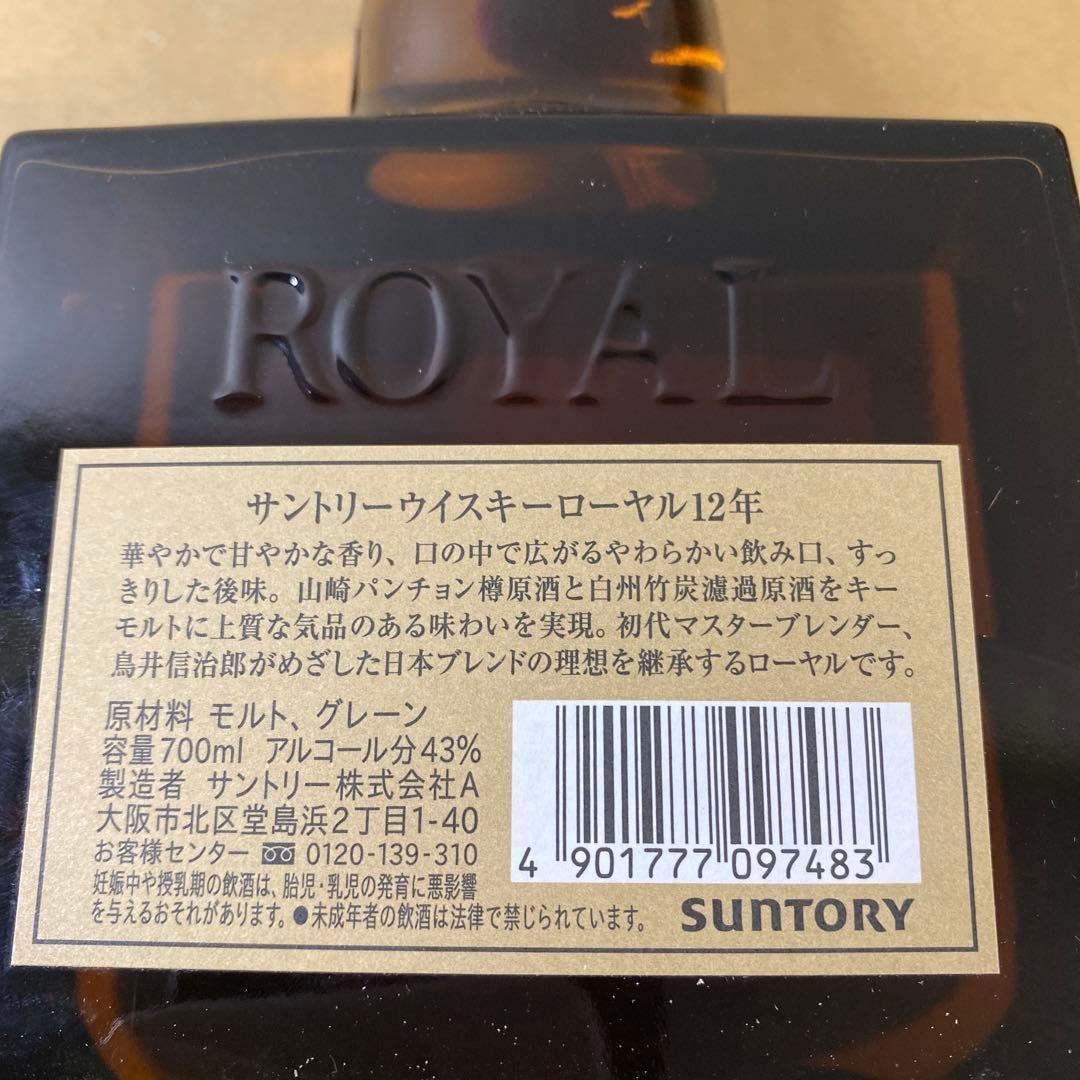 ROYAL
サントリーウイスキーローヤル12年
華やかで甘やかな香り、口の中で広がるやわらかい飲み口、すっ
きりした後味。山崎パンチョン樽原酒と白州竹炭濾過原酒をキー
モルトに上質な気品のある味わいを実現。初代マスターブレンダー、
鳥井信治郎がめざした日本ブレンドの理想を継承するローヤルです。
原材料 モルト、グレーン
容量700ml アルコール分43%
製造者 サントリー株式会社A
大阪市北区堂島浜2丁目1-40
お客様センター 0120-139-310
妊娠中や授乳期の飲酒は、胎児・乳児の発育に悪影響
を与えるおそれがあります。●未成年者の飲酒は法律で禁じられています。
4 901777 097483
SUNTORY